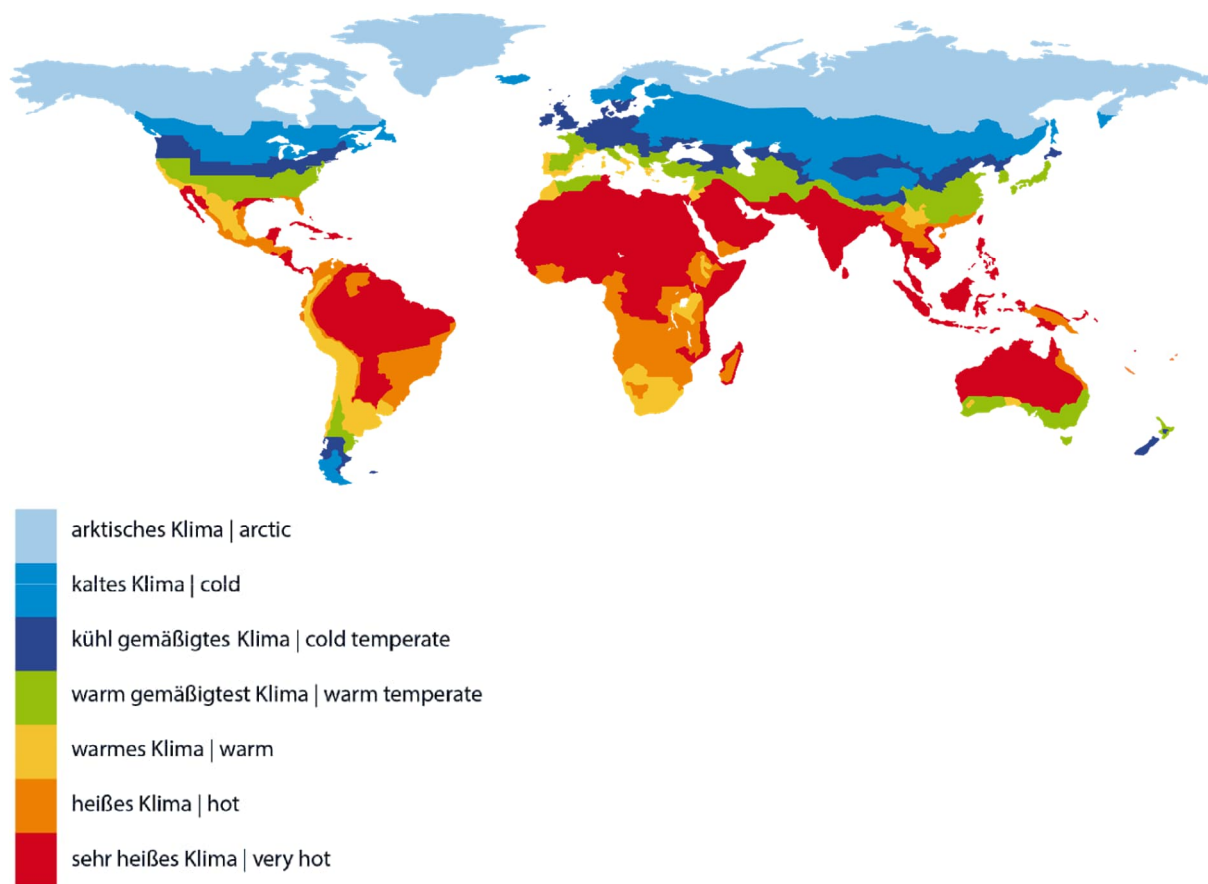 arktisches Klima | arctic
kaltes Klima | cold
kühl gemäßigtes Klima | cold temperate
warm gemäßigtest Klima | warm temperate
warmes Klima | warm
heißes Klima | hot
sehr heißes Klima | very hot